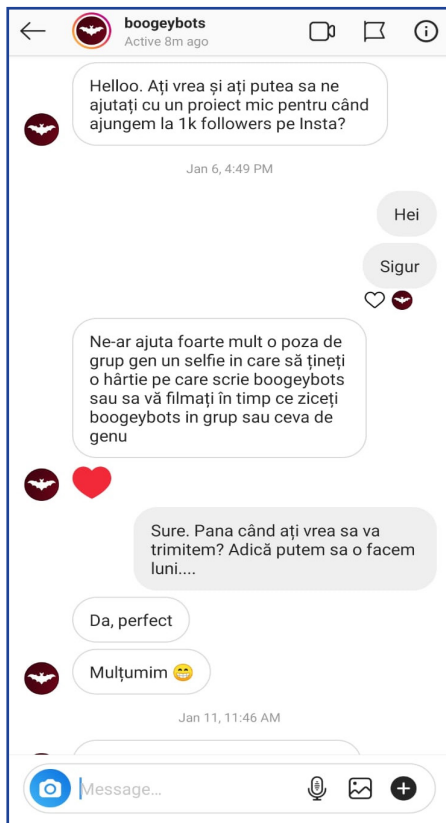 boogeybots
Active 8m ago
Helloo. Ați vrea și ați putea sa ne
ajutați cu un proiect mic pentru când
ajungem la 1k followers pe Insta?
Jan 6, 4:49 PM
Hei
Sigur
Ne-ar ajuta foarte mult o poza de
grup gen un selfie in care să țineți
o hârtie pe care scrie boogeybots
sau sa vă filmați în timp ce ziceți
boogeybots in grup sau ceva de
genu
Sure. Pana când ați vrea sa va
trimitem? Adică putem sa o facem
luni....
Da, perfect
Mulțumim 😁
Jan 11, 11:46 AM
Message...